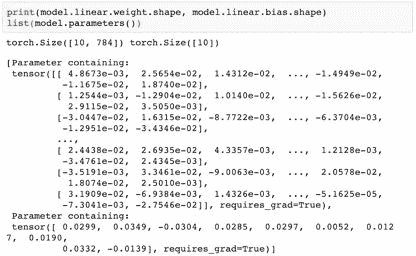 print(model.linear.weight.shape, model.linear.bias.shape)
list(model.parameters())
torch.Size([10, 784]) torch.Size([10])
[Parameter containing:
tensor([[ 4.8673e-03, 2.5654e-02, 1.4312e-02, ..., -1.4949e-02,
-1.1675e-02, 1.8740e-02],
[ 1.2544e-03, -1.2904e-02, 1.0140e-02, ..., -1.5626e-02,
2.9115e-02, 3.5050e-03],
[-3.0447e-02, 1.6315e-02, -8.7722e-03, ..., -6.3704e-03,
-1.2951e-02, -3.4346e-02],
...,
[ 2.4438e-02, 2.6935e-02, 4.3357e-03, ..., 1.2128e-03,
-3.4761e-02, 2.4345e-03],
[-3.5191e-03, 3.3461e-02, -9.0063e-03, ..., 2.0578e-02,
1.8074e-02, 2.5010e-03],
[ 3.1909e-02, -6.9384e-03, 1.4326e-03, ..., -5.1625e-05,
-7.3041e-03, -2.7546e-02]], requires_grad=True),
Parameter containing:
tensor([ 0.0299, 0.0349, -0.0304, 0.0285, 0.0297, 0.0052, 0.012
7, 0.0190,
0.0332, -0.0139], requires_grad=True)]